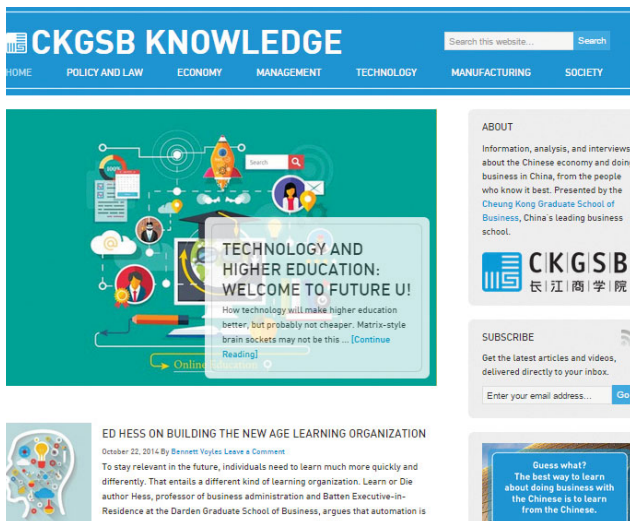 CKGSB KNOWLEDGE
Search this website...
Search
HOME
POLICY AND LAW
ECONOMY
MANAGEMENT
TECHNOLOGY
MANUFACTURING
SOCIETY
Search
100%
TECHNOLOGY AND
HIGHER EDUCATION:
WELCOME TO FUTURE U!
How technology will make higher education
better, but probably not cheaper. Matrix-style
brain sockets may not be this ... [Continue
Reading]
Online Education
ABOUT
Information, analysis, and interviews
about the Chinese economy and doing
business in China, from the people
who know it best. Presented by the
Cheung Kong Graduate School of
Business, China's leading business
school.
CKGSB
长江商学院
SUBSCRIBE
Get the latest articles and videos,
delivered directly to your inbox.
Enter your email address...
Go
ED HESS ON BUILDING THE NEW AGE LEARNING ORGANIZATION
October 22, 2014 By Bennett Voyles Leave a Comment
To stay relevant in the future, individuals need to learn much more quickly and
differently. That entails a different kind of learning organization. Learn or Die
author Hess, professor of business administration and Batten Executive-in-
Residence at the Darden Graduate School of Business, argues that automation is
Guess what?
The best way to learn
about doing business with
the Chinese is to learn
from the Chinese.